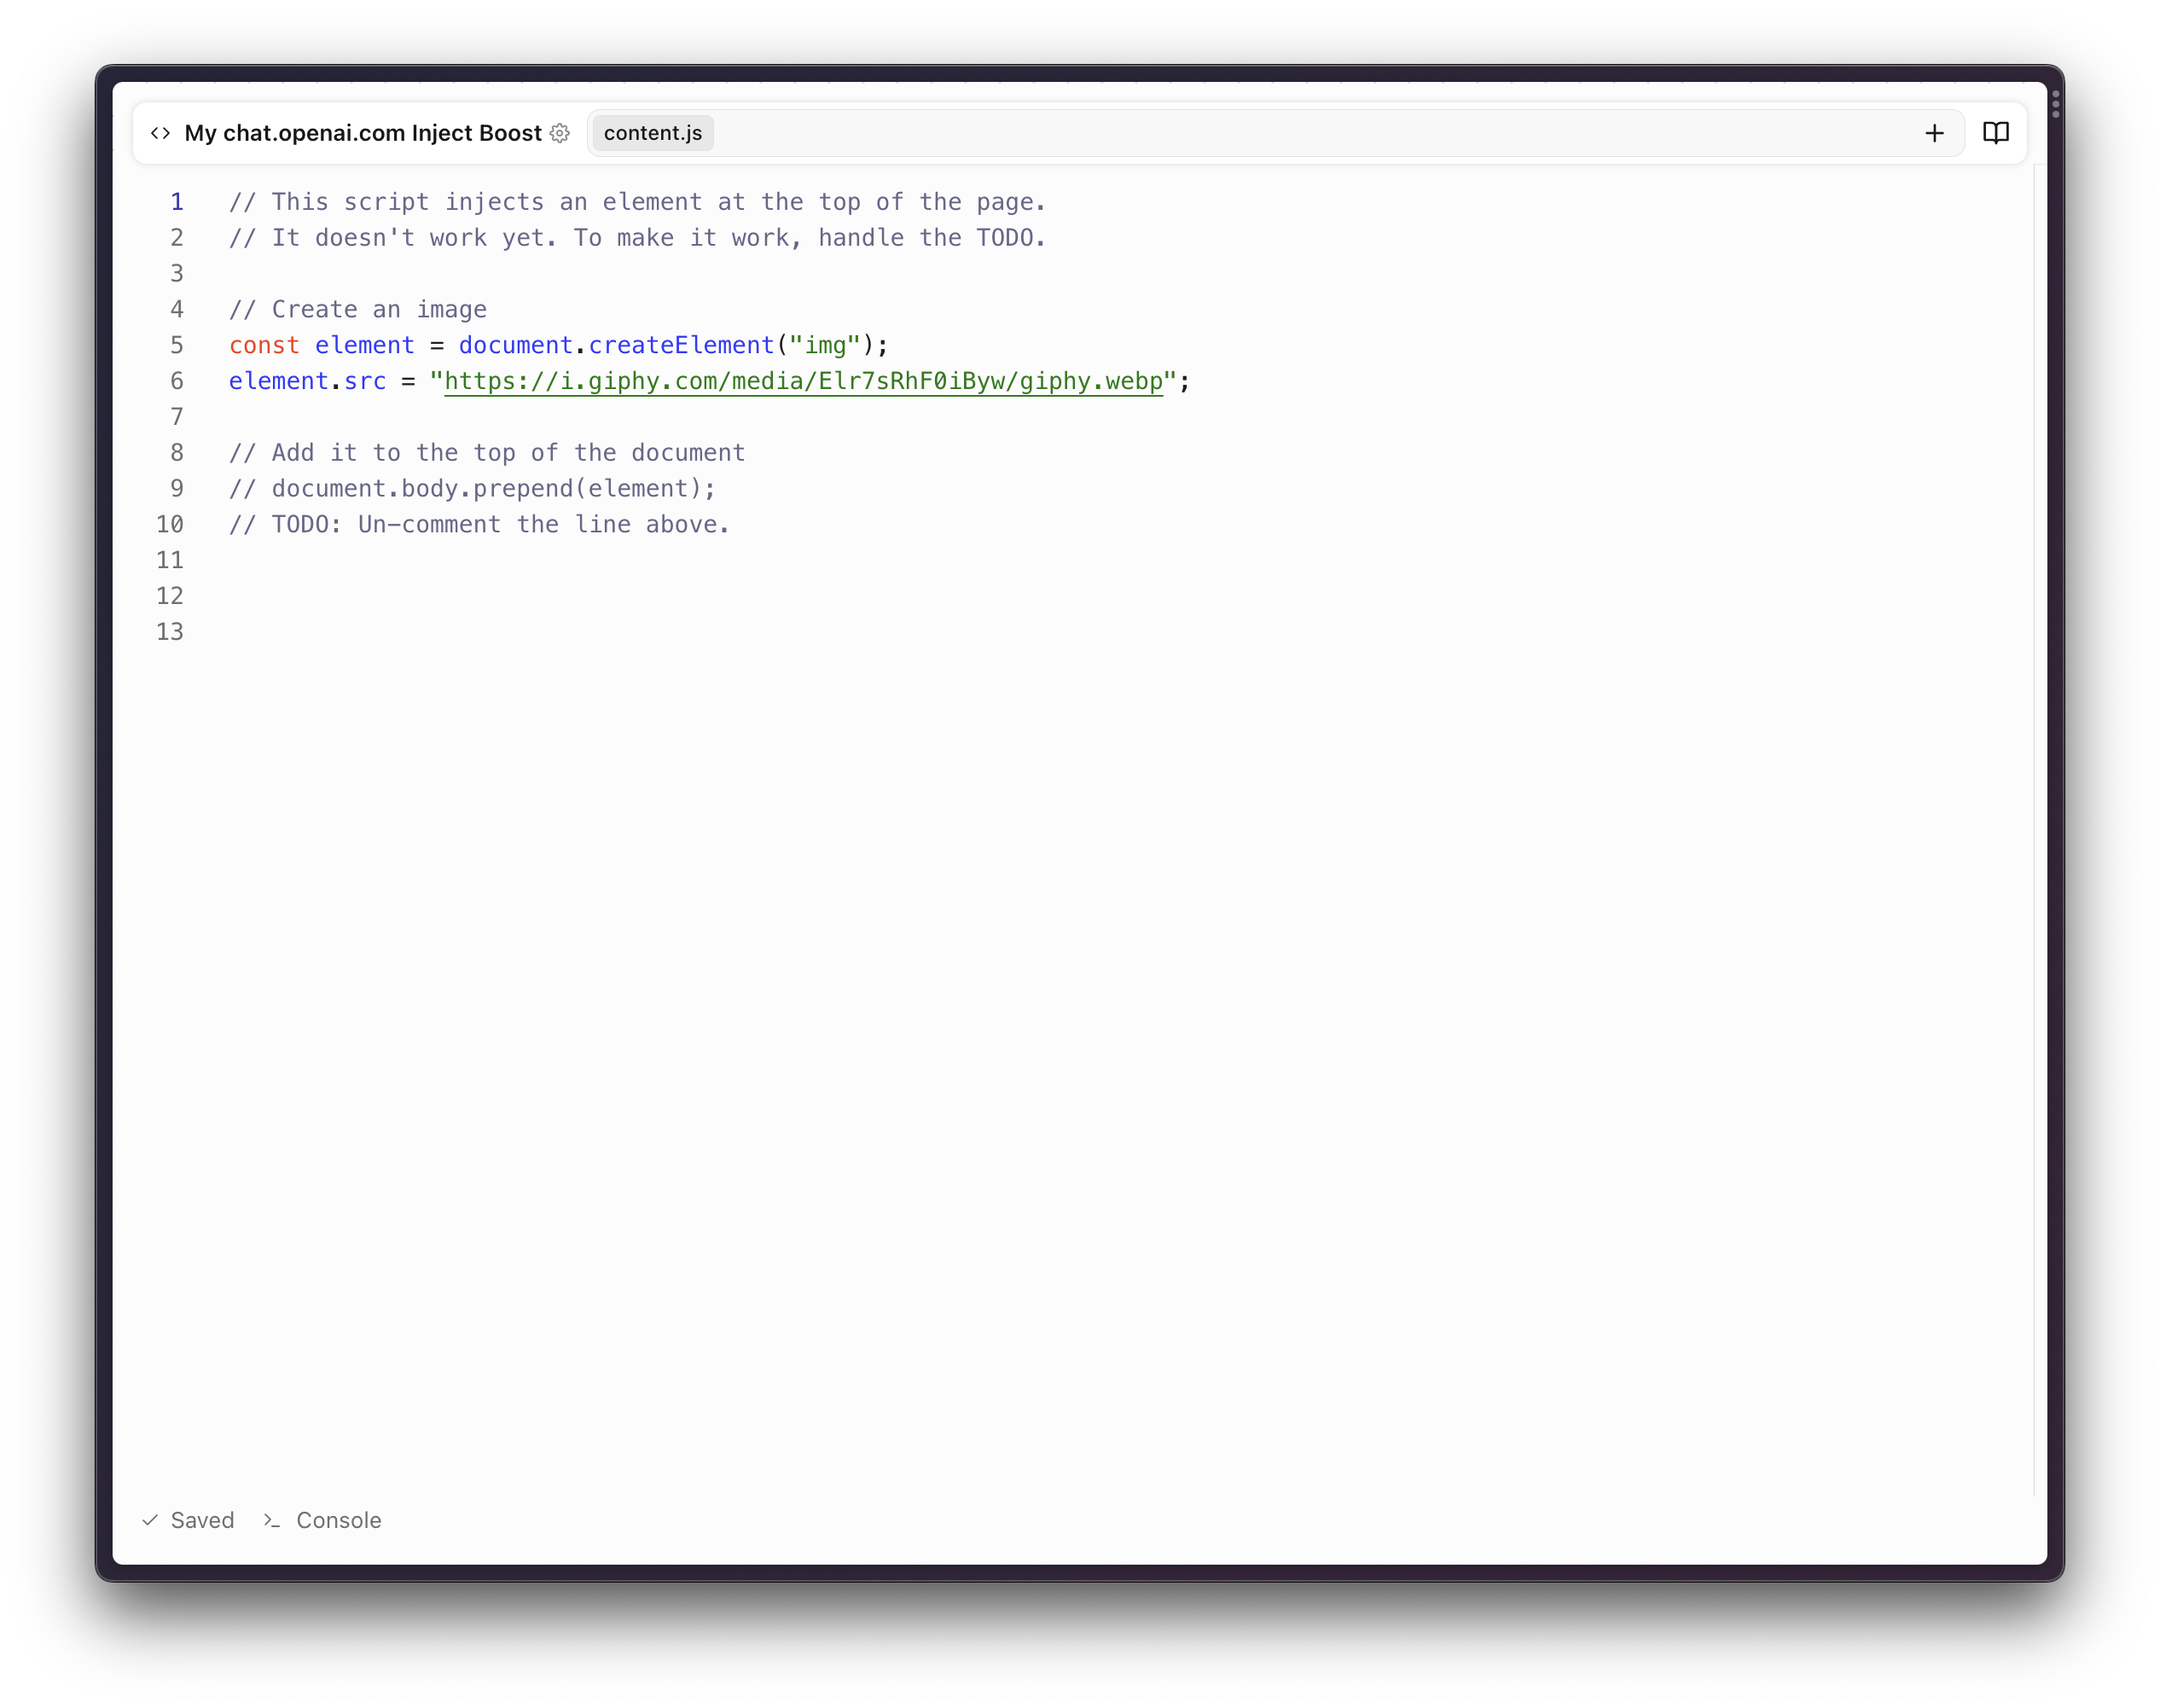 <> My chat.openai.com Inject Boost content.js +
1 // This script injects an element at the top of the page.
2 // It doesn't work yet. To make it work, handle the TODO.
3
4 // Create an image
5 const element = document.createElement("img");
6 element.src = "https://i.giphy.com/media/Elr7sRhF0iByw/giphy.webp";
7
8 // Add it to the top of the document
9 // document.body.prepend(element);
10 // TODO: Un-comment the line above.
11
12
13
Saved >_ Console